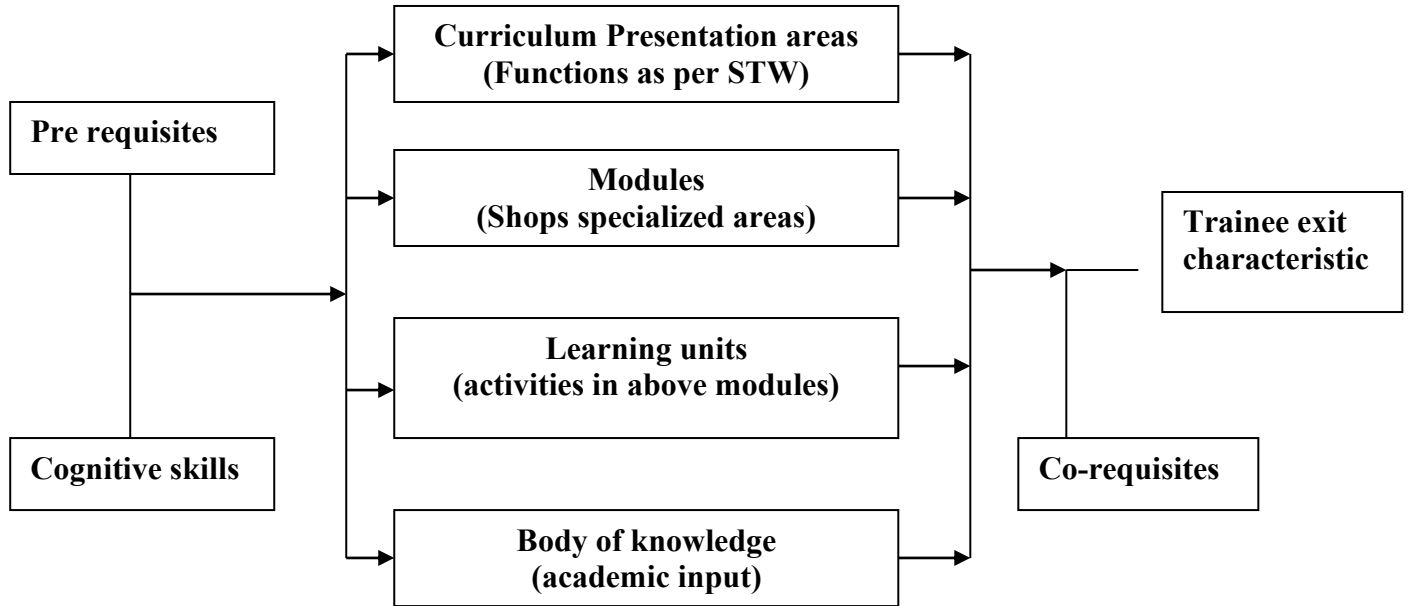 Pre requisites
Cognitive skills
Curriculum Presentation areas
(Functions as per STW)
Modules
(Shops specialized areas)
Learning units
(activities in above modules)
Body of knowledge
(academic input)
Co-requisites
Trainee exit
characteristic